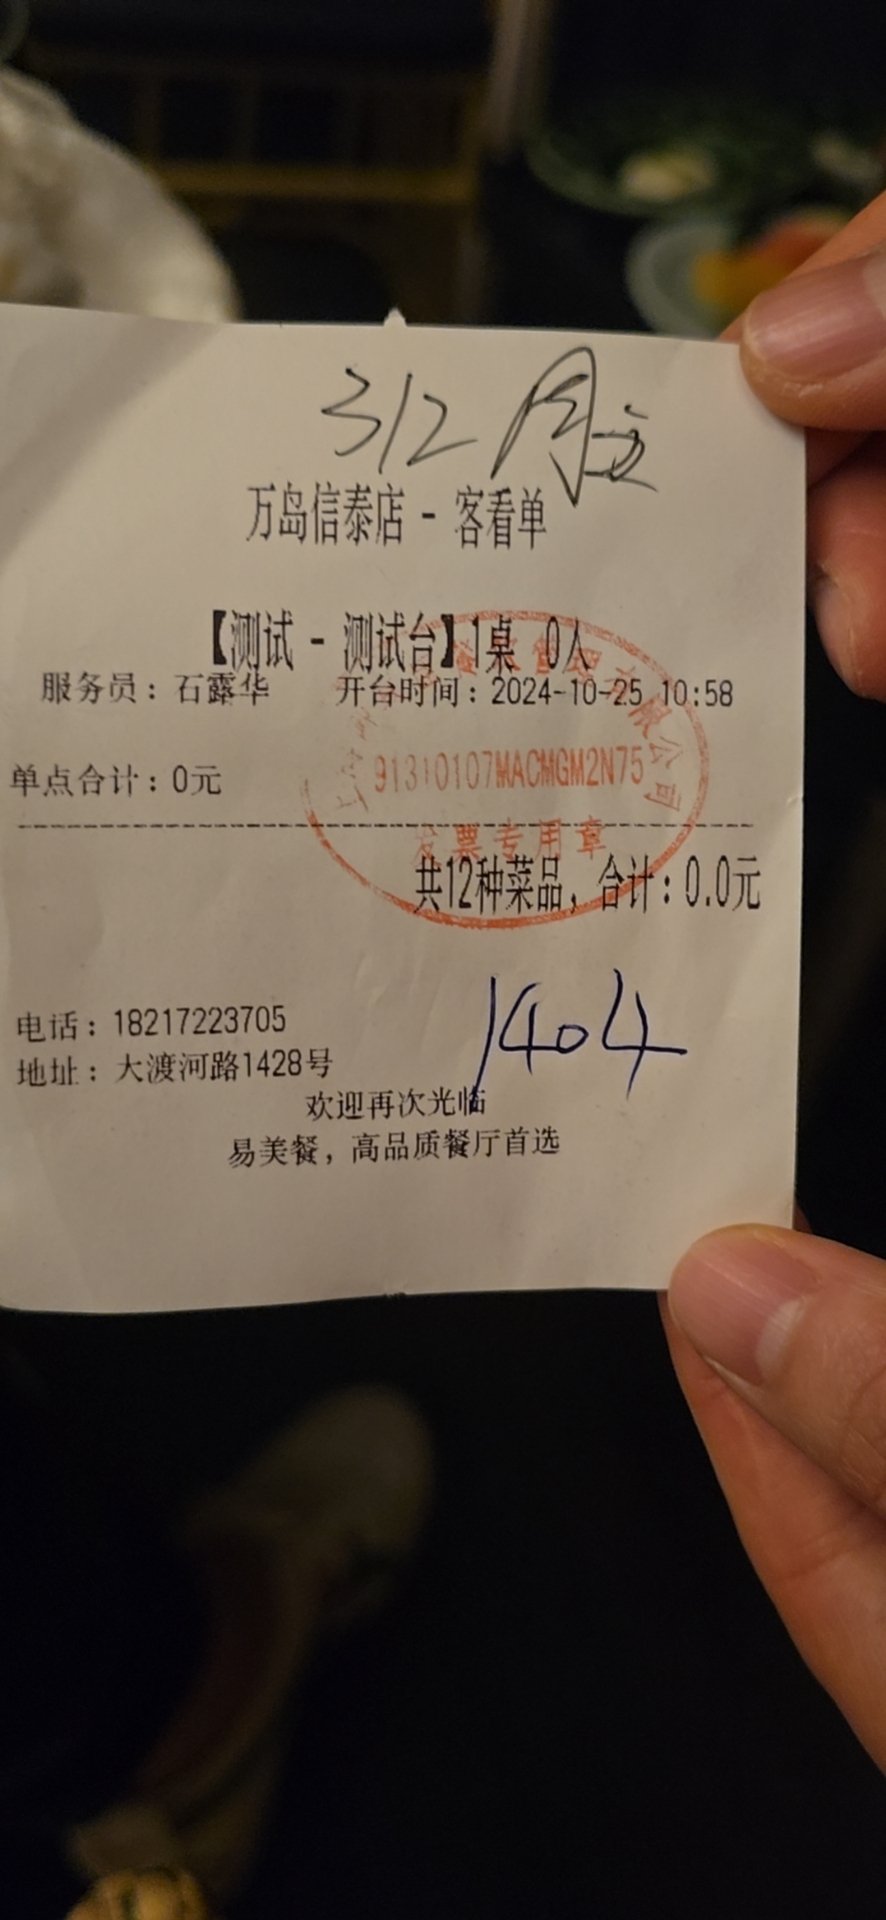 312
万岛信泰店 - 客看单
【测试 - 测试台】1桌 0人
服务员：石露华 开台时间：2024-10-25 10:58
单点合计：0元
91310107MACMGM2N75
发票专用章
共12种菜品，合计：0.0元
1404
电话：18217223705
地址：大渡河路1428号
欢迎再次光临
易美餐，高品质餐厅首选